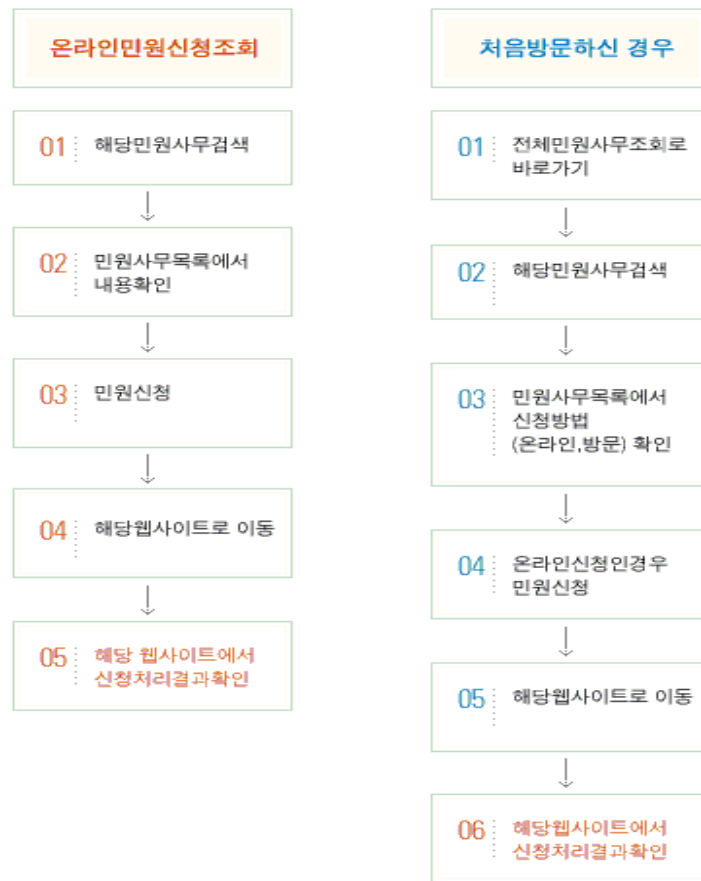 온라인민원신청조회
01 해당민원사무검색
02 민원사무목록에서
내용확인
03 민원신청
04 해당웹사이트로 이동
05 해당 웹사이트에서
신청처리결과확인
처음방문하신 경우
01 전체민원사무조회로
바로가기
02 해당민원사무검색
03 민원사무목록에서
신청방법
(온라인,방문) 확인
04 온라인신청인경우
민원신청
05 해당웹사이트로 이동
06 해당웹사이트에서
신청처리결과확인